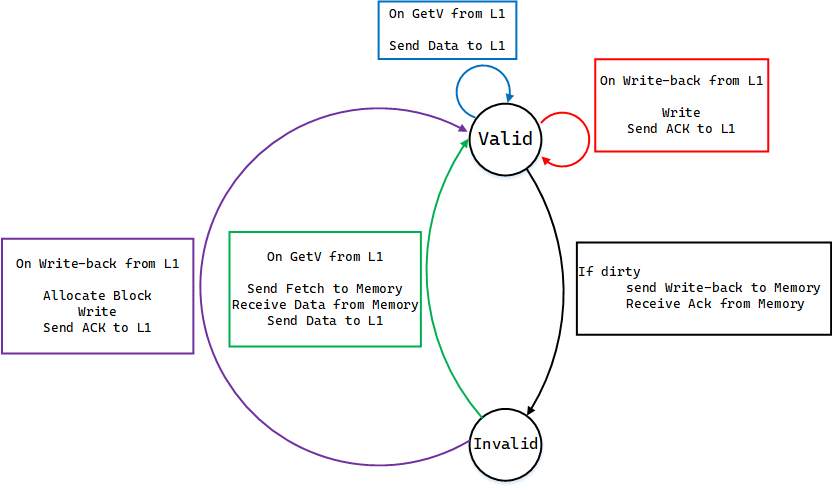 On GetV from L1
Send Data to L1
On Write-back from L1
Write
Send ACK to L1
Valid
On Write-back from L1
Allocate Block
Write
Send ACK to L1
On GetV from L1
Send Fetch to Memory
Receive Data from Memory
Send Data to L1
If dirty
send Write-back to Memory
Receive Ack from Memory
Invalid